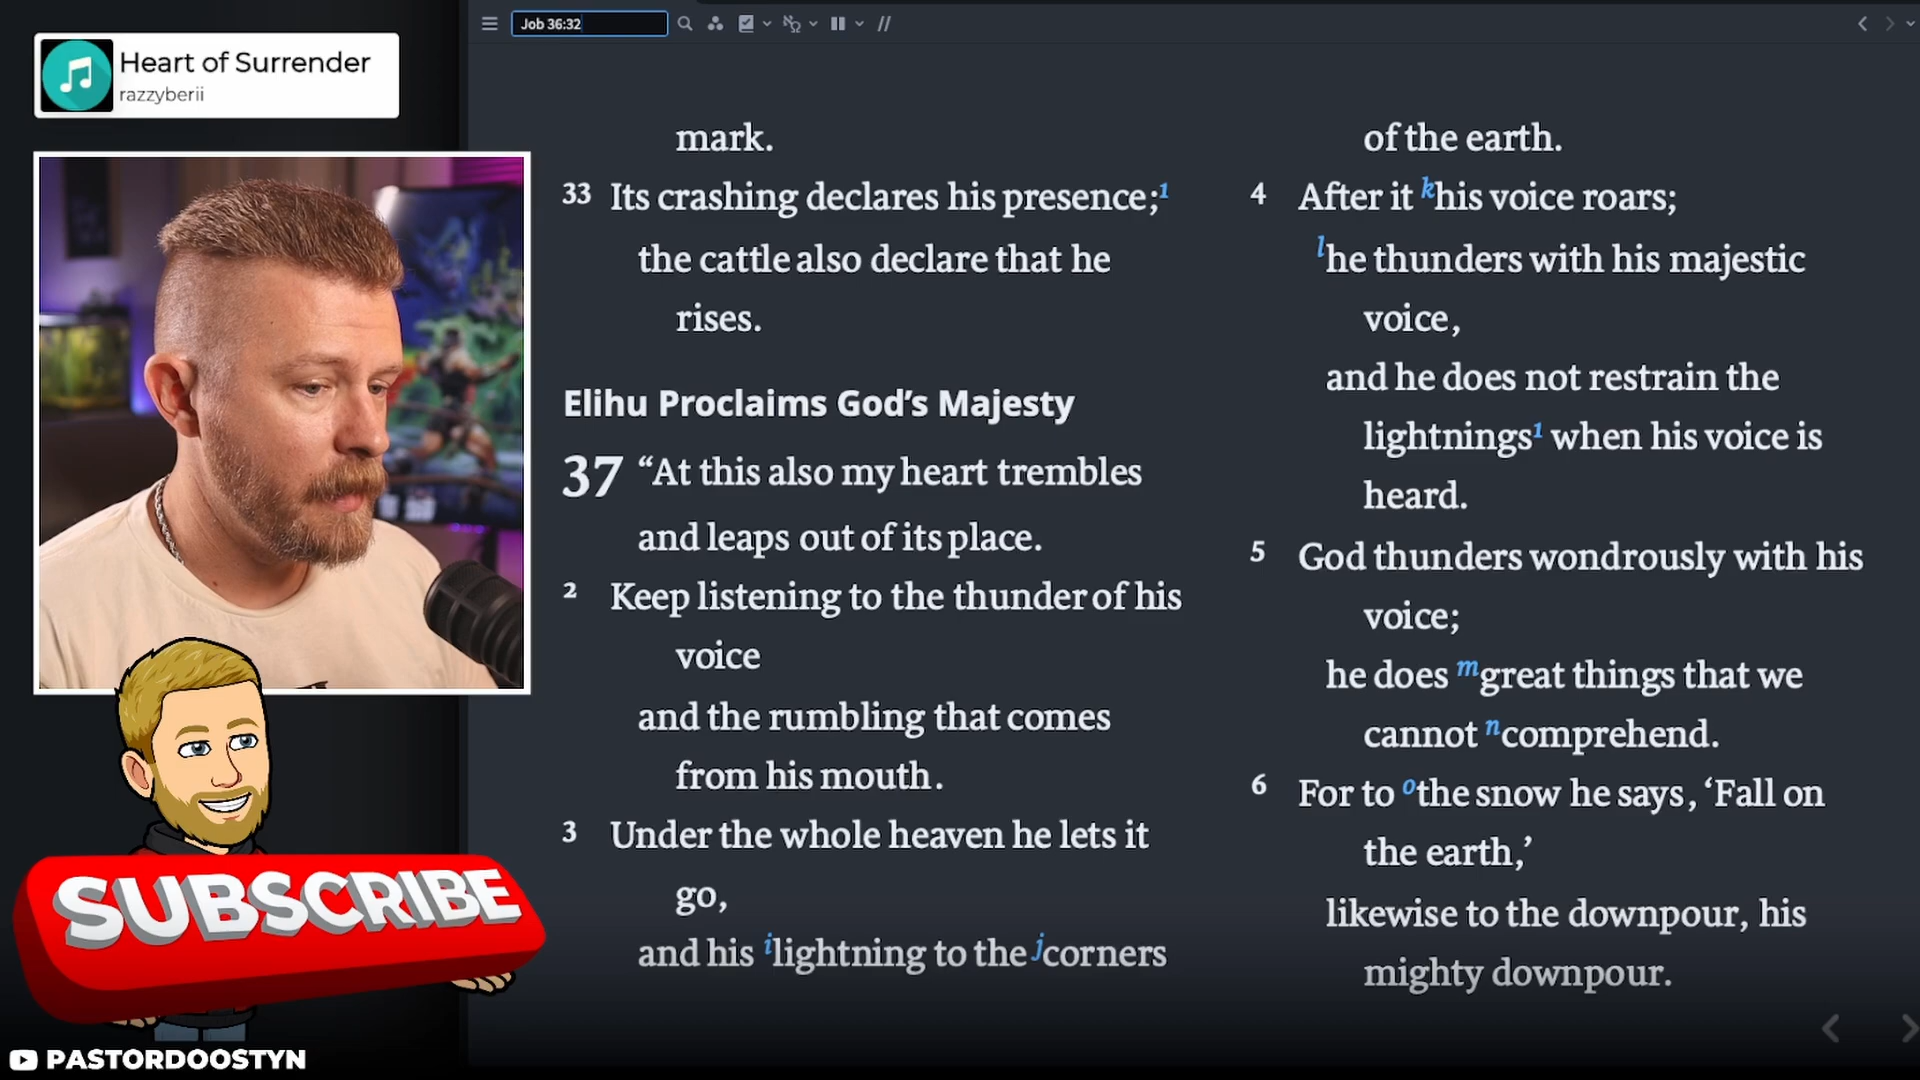 Job 36:32
Heart of Surrender
razzyberii
mark.
33 Its crashing declares his presence;1
the cattle also declare that he
rises.
Elihu Proclaims God’s Majesty
37 “At this also my heart trembles
and leaps out of its place.
2 Keep listening to the thunder of his
voice
and the rumbling that comes
from his mouth.
3 Under the whole heaven he lets it
go,
and his ilightning to the jcorners
of the earth.
4 After it khis voice roars;
lhe thunders with his majestic
voice,
and he does not restrain the
lightnings1 when his voice is
heard.
5 God thunders wondrously with his
voice;
he does mgreat things that we
cannot ncomprehend.
6 For to othe snow he says, ‘Fall on
the earth,’
likewise to the downpour, his
mighty downpour.
SUBSCRIBE
PASTORDOOSTYN